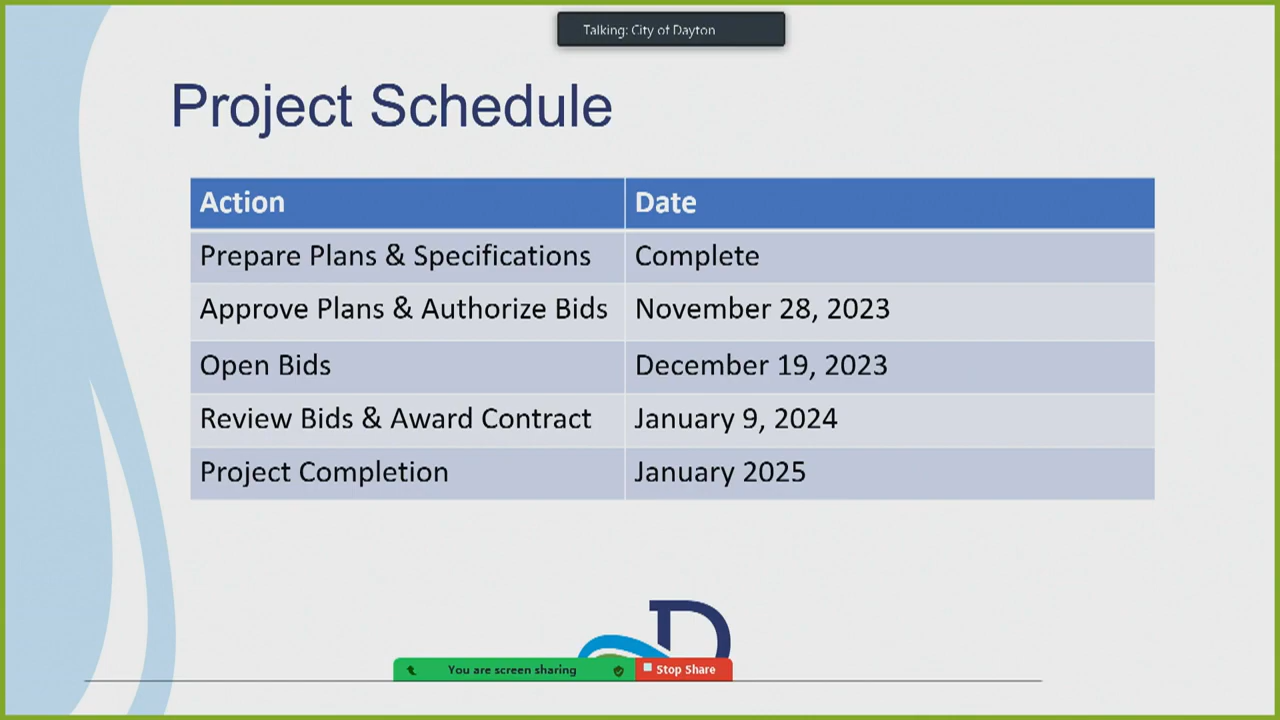 Talking: City of Dayton
Project Schedule
Action Date
Prepare Plans & Specifications Complete
Approve Plans & Authorize Bids November 28, 2023
Open Bids December 19, 2023
Review Bids & Award Contract January 9, 2024
Project Completion January 2025
D
You are screen sharing Stop Share